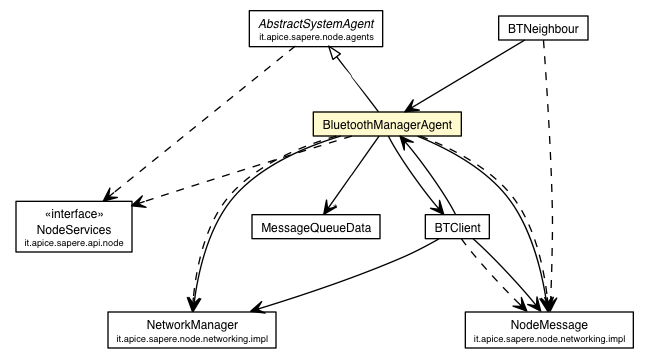 AbstractSystemAgent
it.apice.sapere.node.agents
BTNeighbour
BluetoothManagerAgent
«interface»
NodeServices
it.apice.sapere.api.node
MessageQueueData
BTClient
NetworkManager
it.apice.sapere.node.networking.impl
NodeMessage
it.apice.sapere.node.networking.impl